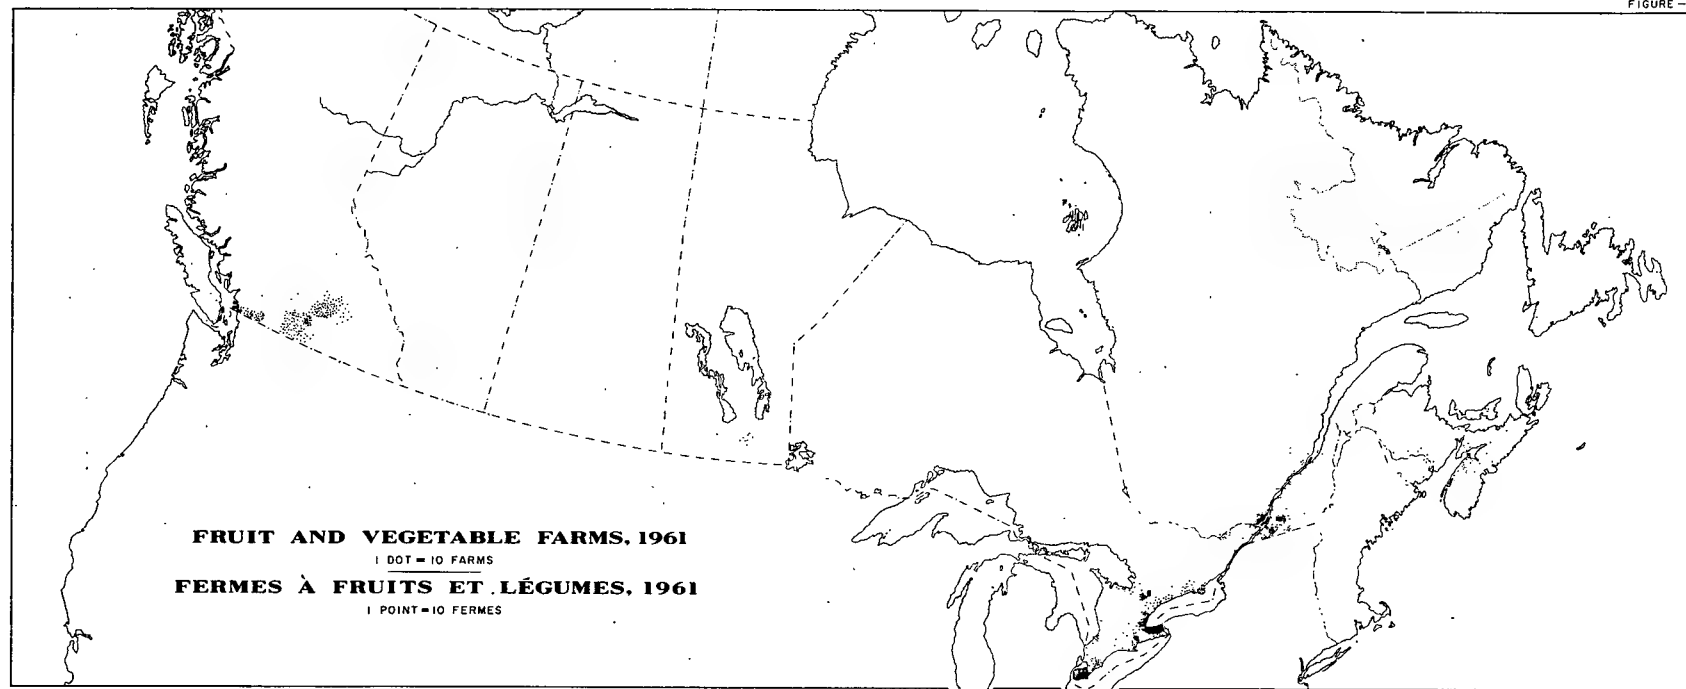 FIGURE —
FRUIT AND VEGETABLE FARMS, 1961
1 DOT = 10 FARMS
FERMES À FRUITS ET LÉGUMES, 1961
1 POINT = 10 FERMES